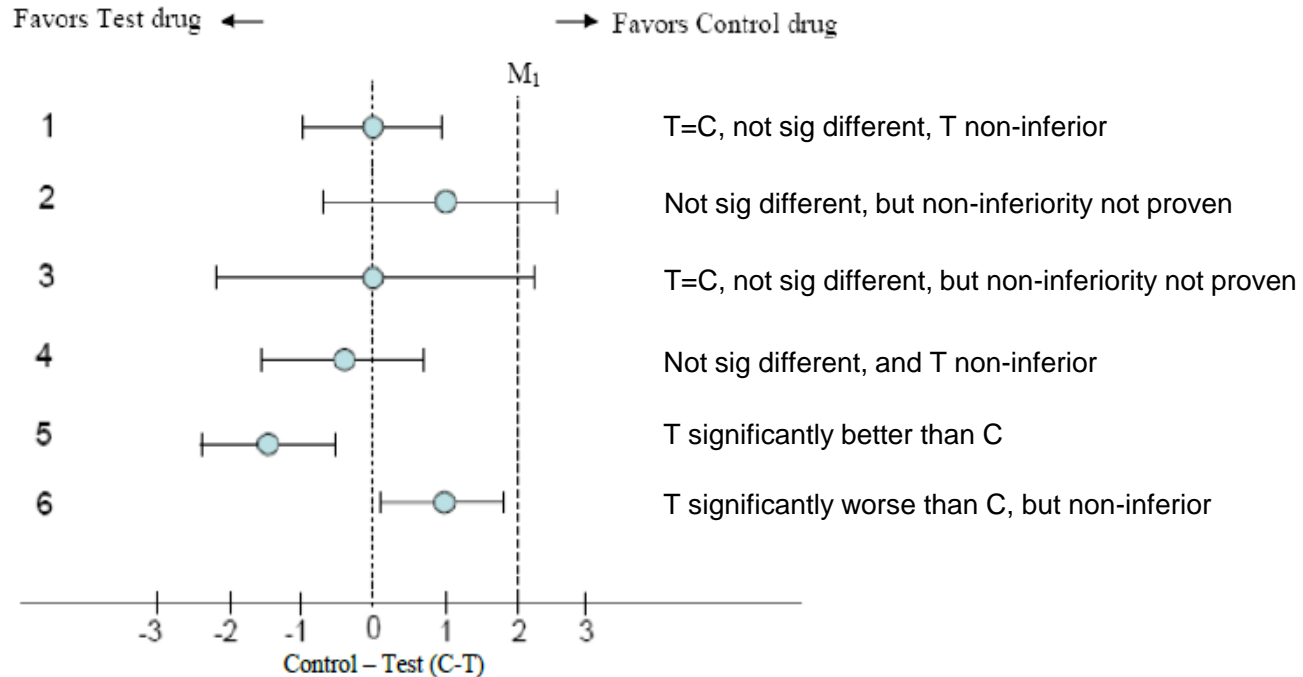 Favors Test drug ← → Favors Control drug
M₁
1 T=C, not sig different, T non-inferior
2 Not sig different, but non-inferiority not proven
3 T=C, not sig different, but non-inferiority not proven
4 Not sig different, and T non-inferior
5 T significantly better than C
6 T significantly worse than C, but non-inferior
-3 -2 -1 0 1 2 3
Control – Test (C-T)